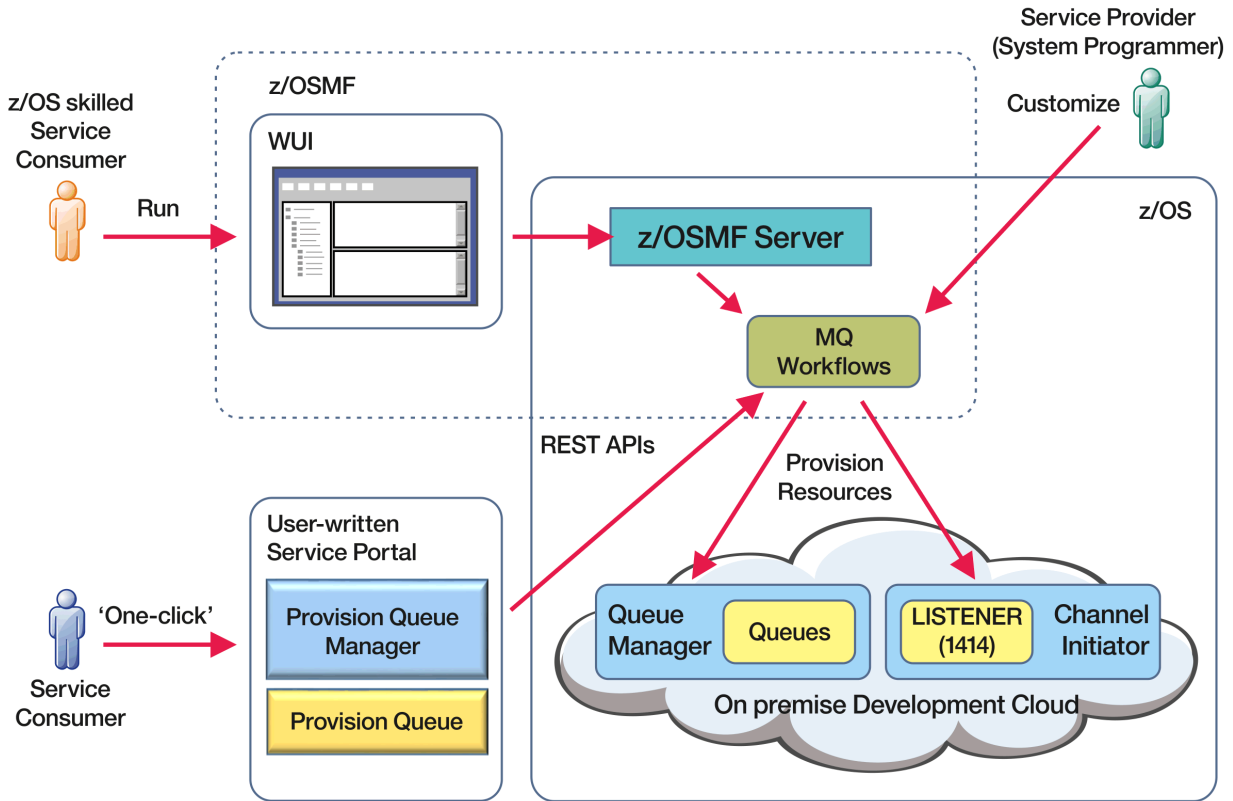 Service Provider
(System Programmer)
Customize
z/OSMF
z/OS skilled
Service
Consumer
Run
WUI
z/OS
z/OSMF Server
MQ
Workflows
REST APIs
Provision
Resources
User-written
Service Portal
Provision Queue
Manager
Provision Queue
'One-click'
Service
Consumer
Queue
Manager
Queues
LISTENER
(1414)
Channel
Initiator
On premise Development Cloud